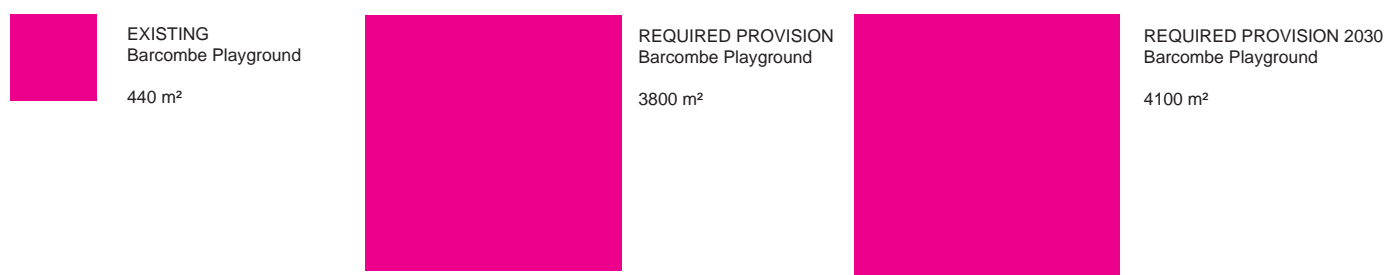 EXISTING
Barcombe Playground
440 m²
REQUIRED PROVISION
Barcombe Playground
3800 m²
REQUIRED PROVISION 2030
Barcombe Playground
4100 m²